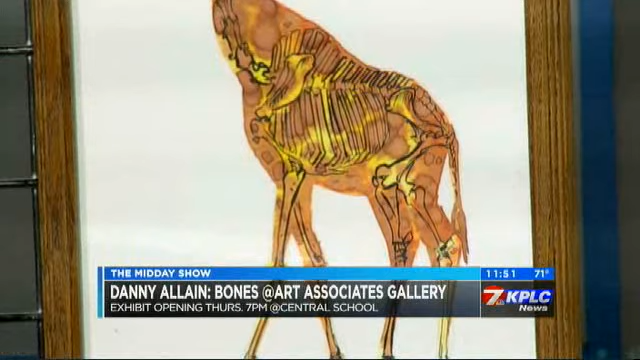 THE MIDDAY SHOW
11:51 71°
DANNY ALLAIN: BONES @ART ASSOCIATES GALLERY
EXHIBIT OPENING THURS. 7PM @CENTRAL SCHOOL
7 KPLC
News